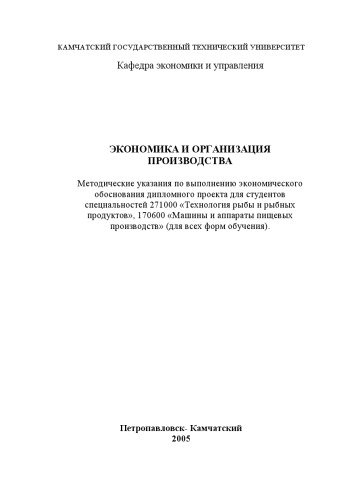 КАМЧАТСКИЙ ГОСУДАРСТВЕННЫЙ ТЕХНИЧЕСКИЙ УНИВЕРСИТЕТ
Кафедра экономики и управления
ЭКОНОМИКА И ОРГАНИЗАЦИЯ
ПРОИЗВОДСТВА
Методические указания по выполнению экономического
обоснования дипломного проекта для студентов
специальностей 271000 «Технология рыбы и рыбных
продуктов», 170600 «Машины и аппараты пищевых
производств» (для всех форм обучения).
Петропавловск- Камчатский
2005